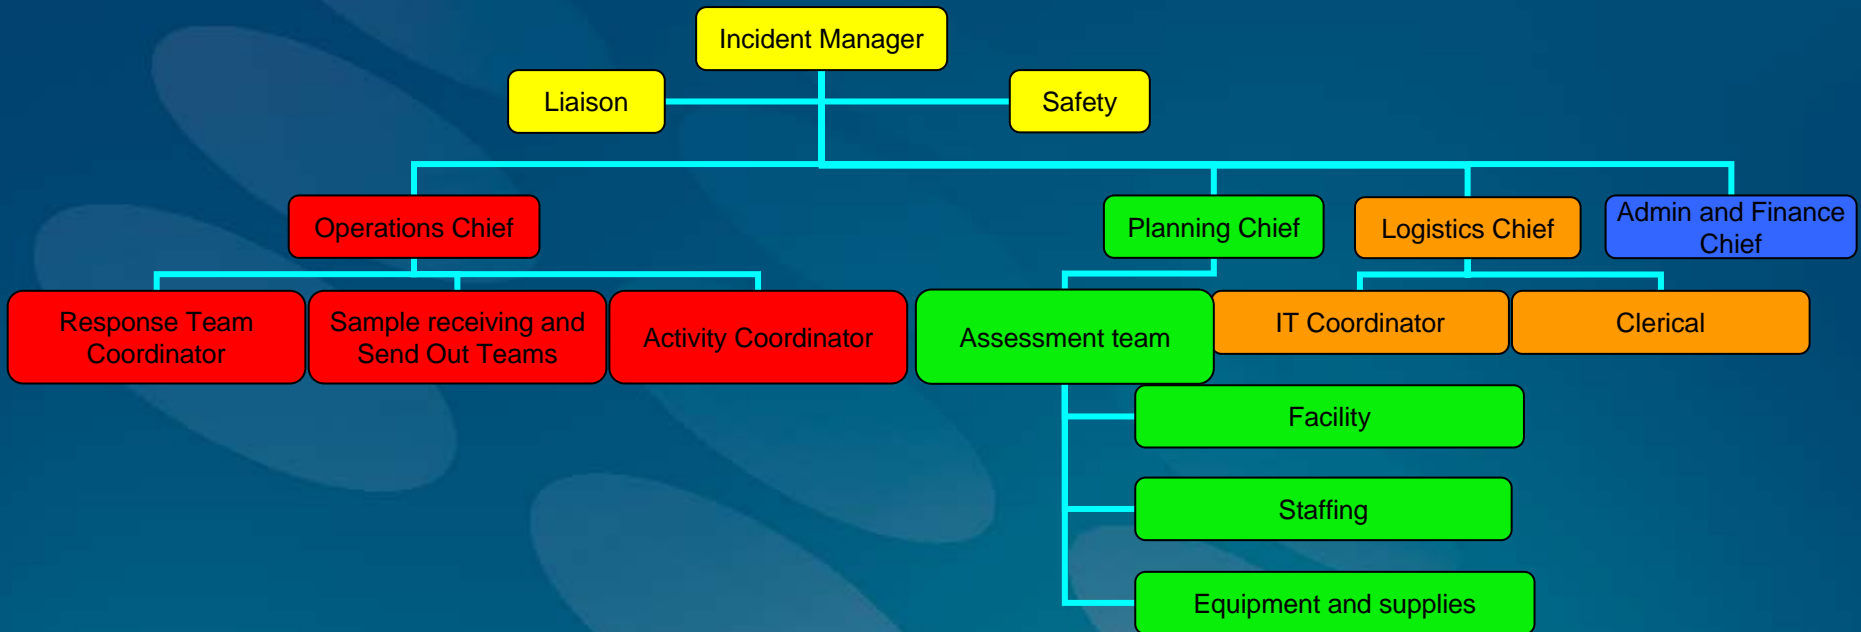 Incident Manager
Liaison
Safety
Operations Chief
Planning Chief
Logistics Chief
Admin and Finance
Chief
Response Team
Coordinator
Sample receiving and
Send Out Teams
Activity Coordinator
Assessment team
IT Coordinator
Clerical
Facility
Staffing
Equipment and supplies